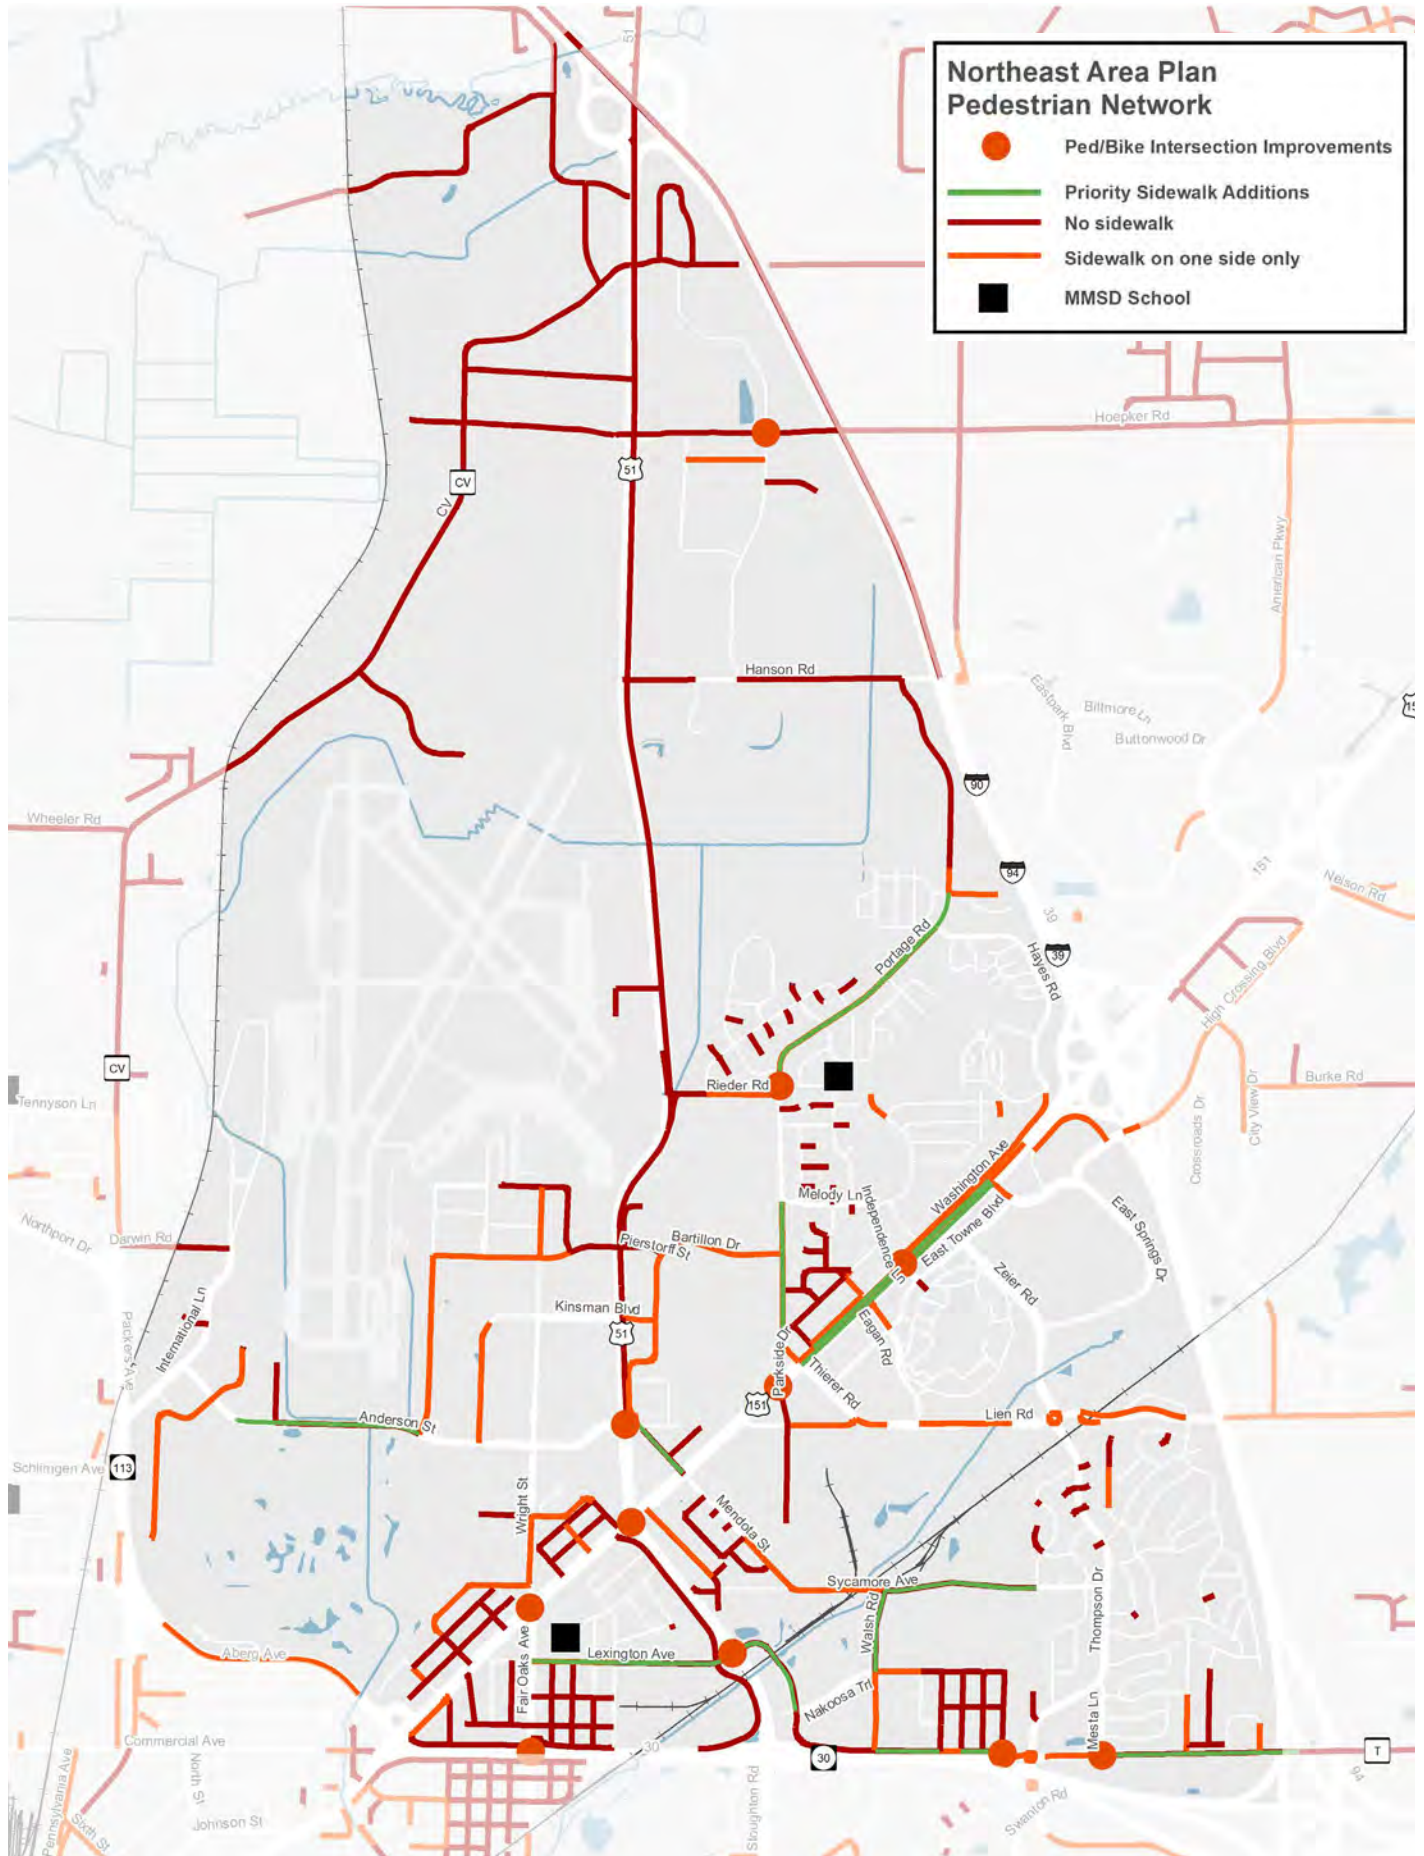 51
Northeast Area Plan
Pedestrian Network
Ped/Bike Intersection Improvements
Priority Sidewalk Additions
No sidewalk
Sidewalk on one side only
MMSD School
Hoepker Rd
51
CV
CV
American Pkwy
Hanson Rd
Eastpark Blvd
Biltmore Ln
Buttonwood Dr
15
90
Wheeler Rd
94
151
Nelson Rd
39
Portage Rd
Hayes Rd
39
High Crossing Blvd
CV
Rieder Rd
Burke Rd
Tennyson Ln
Crossroads Dr
City View Dr
Washington Ave
Melody Ln
Independence Ln
East Towne Blvd
East Springs Dr
Northport Dr
Darwin Rd
Pierstorff St
Bartillon Dr
Zeier Rd
International Ln
Packers Ave
Kinsman Blvd
51
Parkside Dr
Eagan Rd
Thierer Rd
151
Anderson St
Lien Rd
Schlimgen Ave
113
Wright St
Mendota St
Sycamore Ave
Walsh Rd
Thompson Dr
Aberg Ave
Fair Oaks Ave
Lexington Ave
Nakoosa Trl
Mesta Ln
Commercial Ave
30
30
T
94
Pennsylvania Ave
North St
Sixth St
Johnson St
Stoughton Rd
Swanton Rd